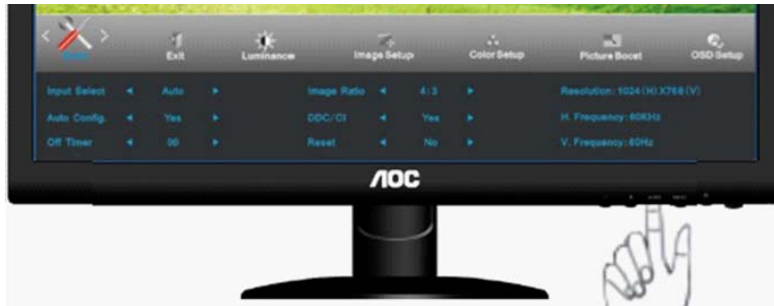 Extra
Exit
Luminance
Image Setup
Color Setup
Picture Boost
OSD Setup
Input Select Auto Image Ratio 4:3 Resolution:1024(H)X768(V)
Auto Config. Yes DDC/CI Yes H. Frequency:60KHz
Off Timer 00 Reset No V. Frequency:60Hz
AOC